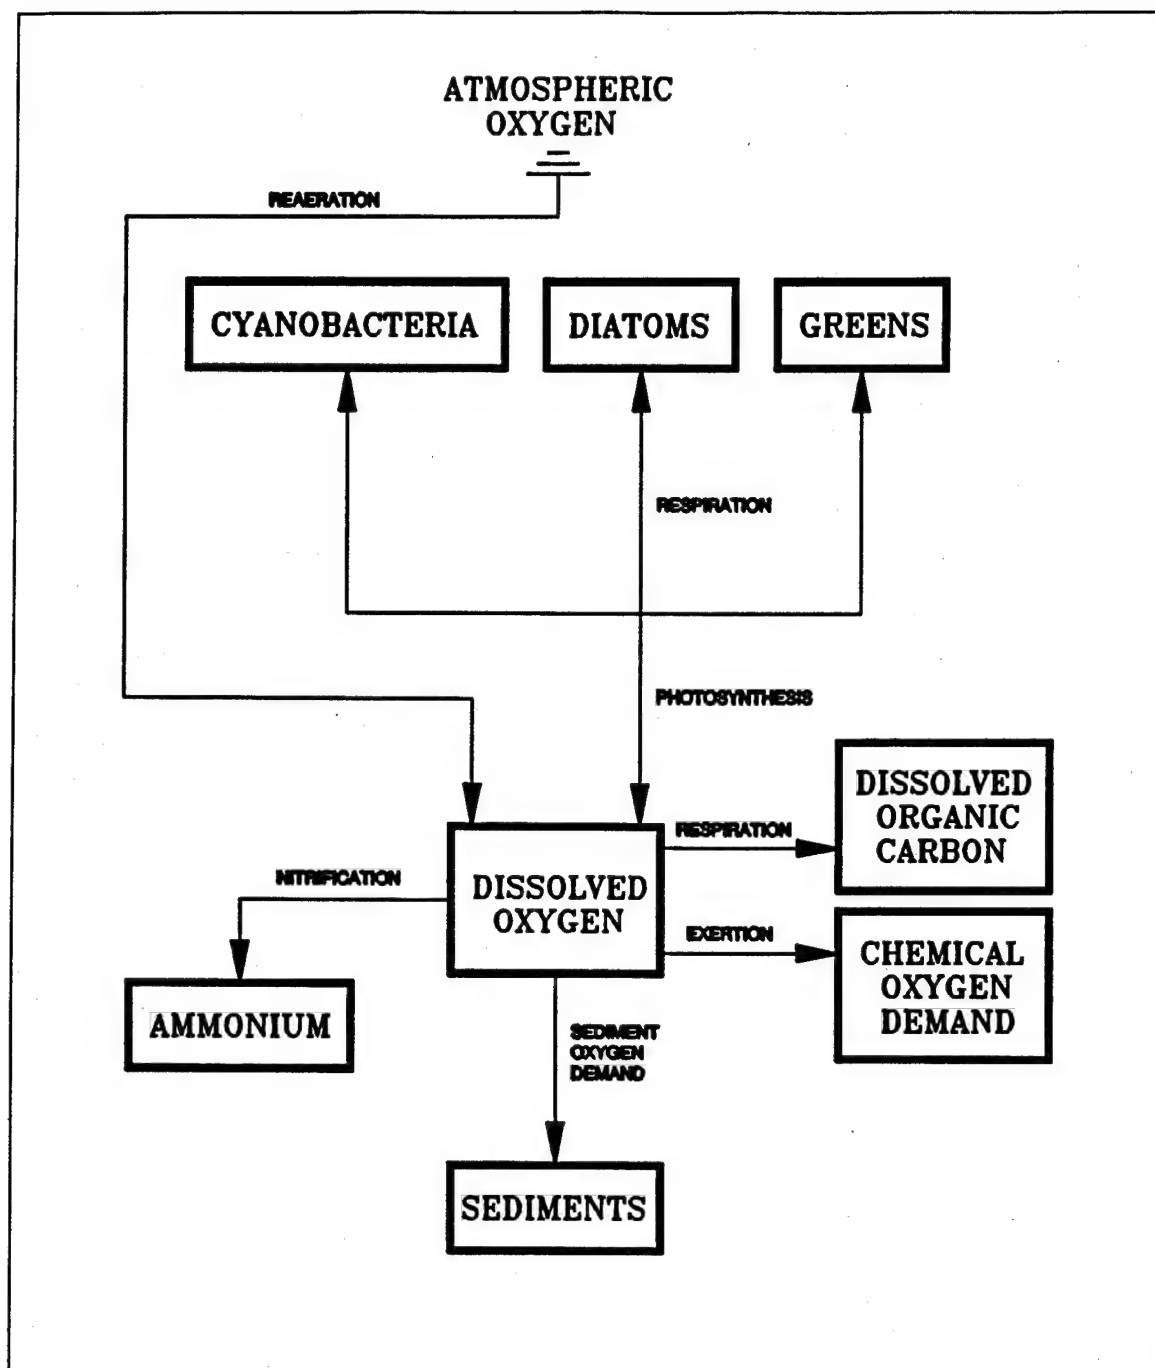 ATMOSPHERIC
OXYGEN
REAERATION
CYANOBACTERIA
DIATOMS
GREENS
RESPIRATION
PHOTOSYNTHESIS
DISSOLVED
ORGANIC
CARBON
RESPIRATION
NITRIFICATION
DISSOLVED
OXYGEN
EXERTION
CHEMICAL
OXYGEN
DEMAND
AMMONIUM
SEDIMENT
OXYGEN
DEMAND
SEDIMENTS